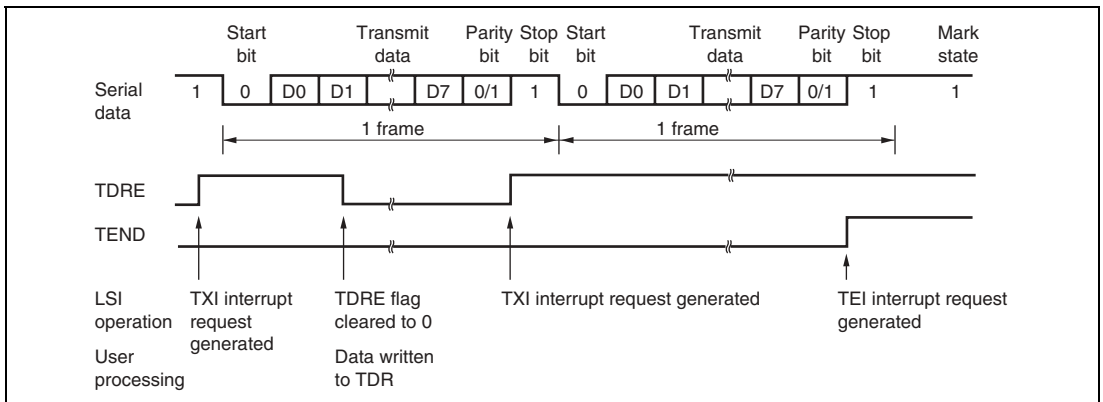 Start bit Transmit data Parity bit Stop bit Start bit Transmit data Parity bit Stop bit Mark state
Serial data 1 0 D0 D1 D7 0/1 1 0 D0 D1 D7 0/1 1 1
1 frame 1 frame
TDRE
TEND
LSI operation
TXI interrupt request generated
TDRE flag cleared to 0
TXI interrupt request generated
TEI interrupt request generated
User processing
Data written to TDR